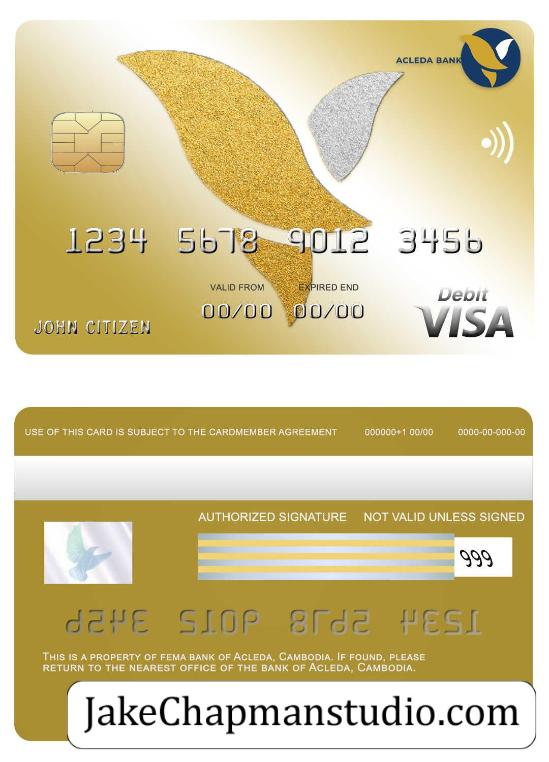 ACLEDA BANK
1234 5678 9012 3456
VALID FROM EXPIRED END
00/00 00/00
JOHN CITIZEN
Debit
VISA
USE OF THIS CARD IS SUBJECT TO THE CARDMEMBER AGREEMENT 000000+1 00/00 0000-00-000-00
AUTHORIZED SIGNATURE NOT VALID UNLESS SIGNED
999
THIS IS A PROPERTY OF FEMA BANK OF ACLEDA, CAMBODIA. IF FOUND, PLEASE
RETURN TO THE NEAREST OFFICE OF THE BANK OF ACLEDA, CAMBODIA.
JakeChapmanstudio.com